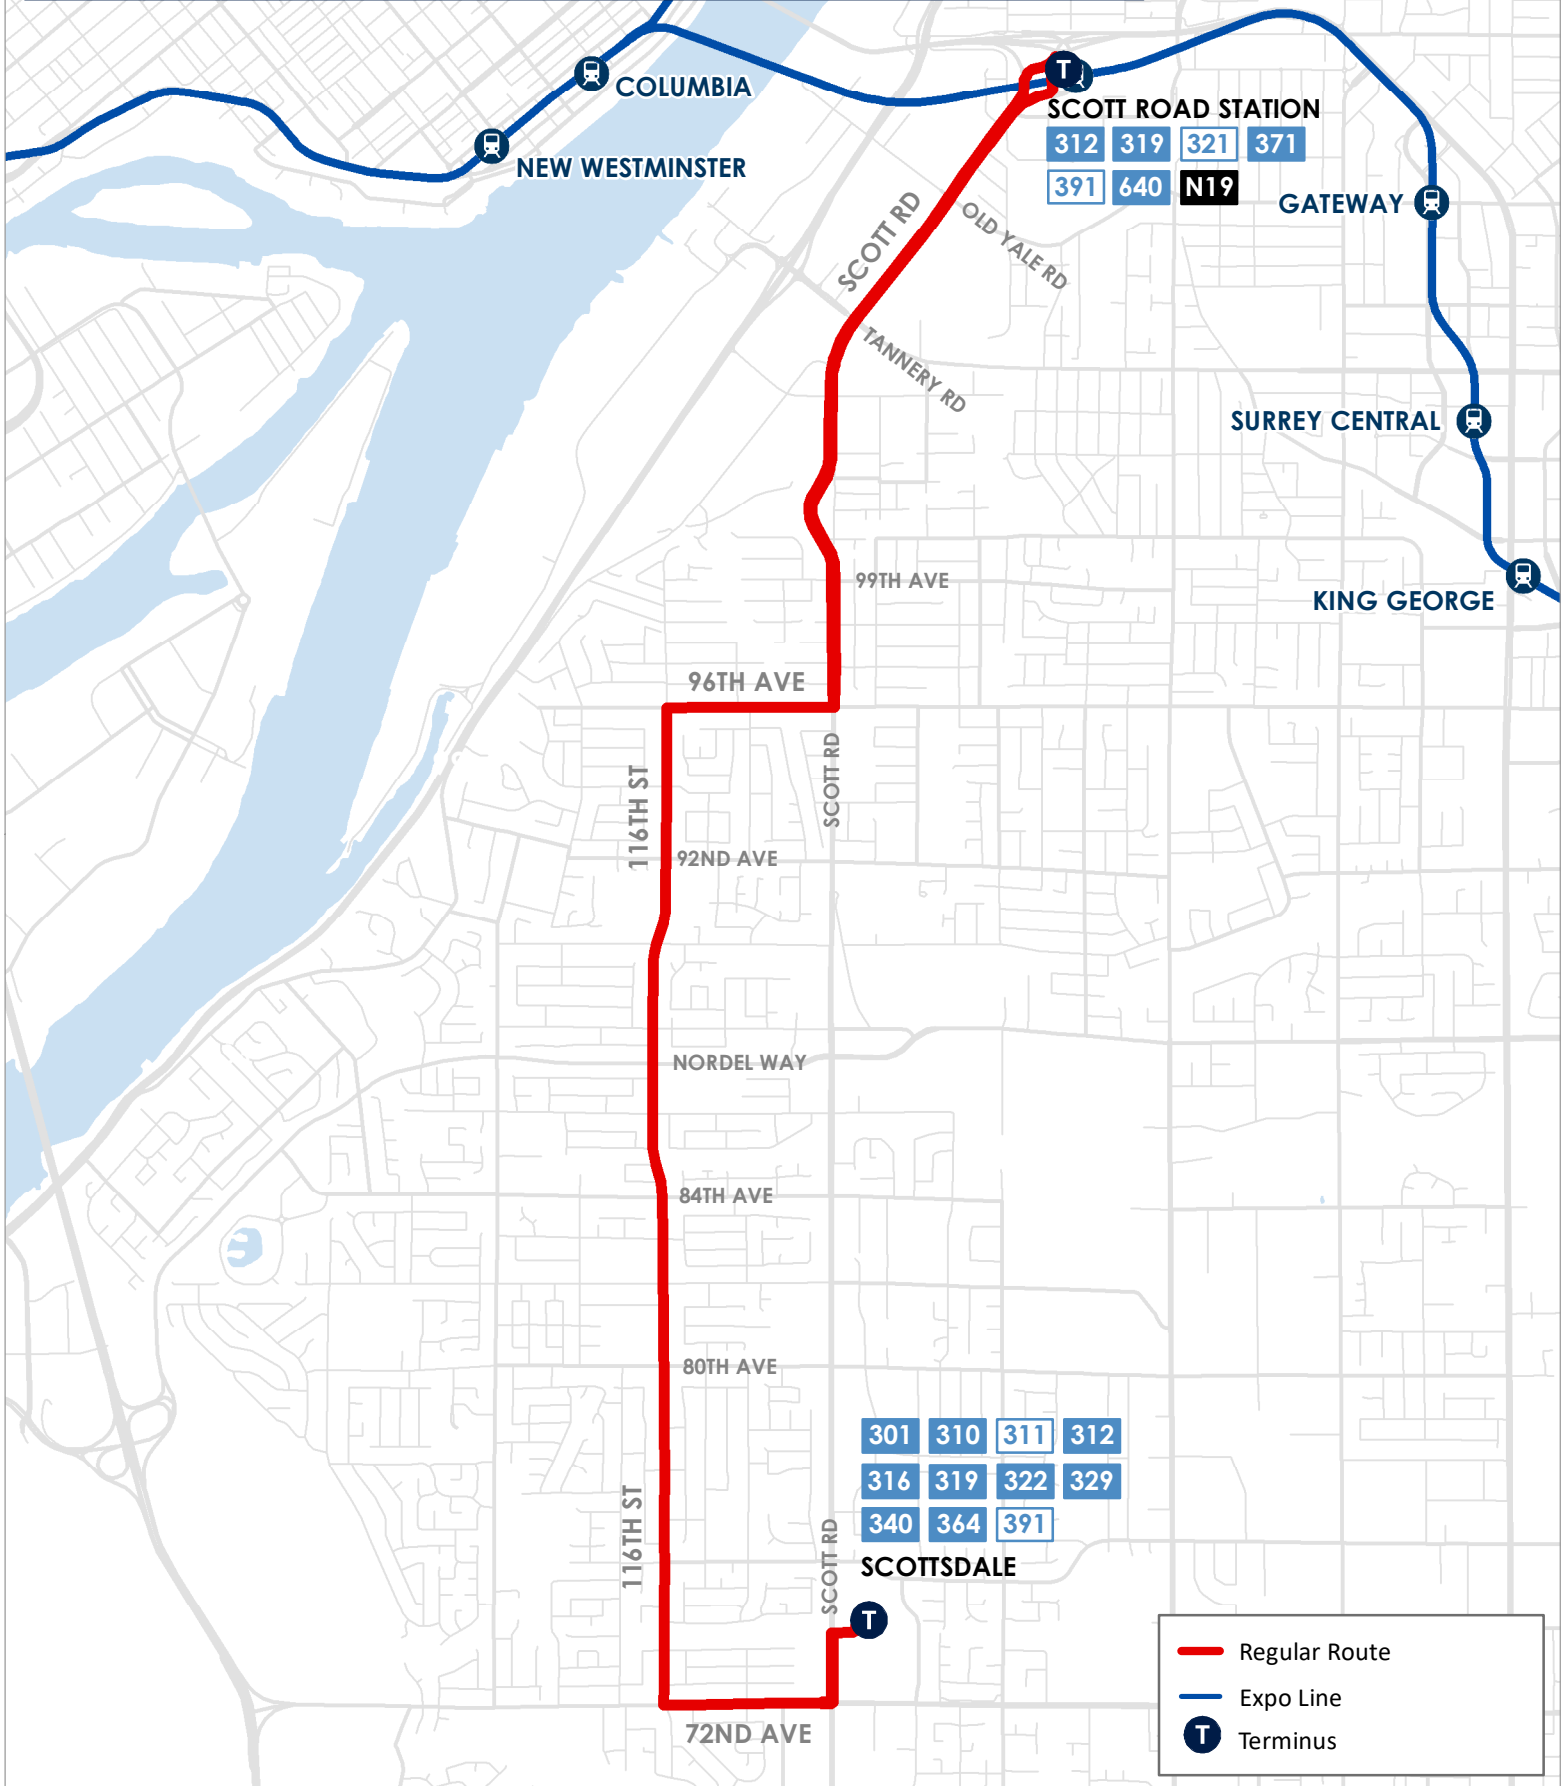 COLUMBIA
NEW WESTMINSTER
T
SCOTT ROAD STATION
312 319 321 371
391 640 N19
GATEWAY
SCOTT RD
OLD YALE RD
TANNERY RD
SURREY CENTRAL
99TH AVE
KING GEORGE
96TH AVE
SCOTT RD
116TH ST
92ND AVE
NORDEL WAY
84TH AVE
80TH AVE
301 310 311 312
316 319 322 329
340 364 391
SCOTTSDALE
116TH ST
SCOTT RD
T
72ND AVE
Regular Route
Expo Line
T Terminus